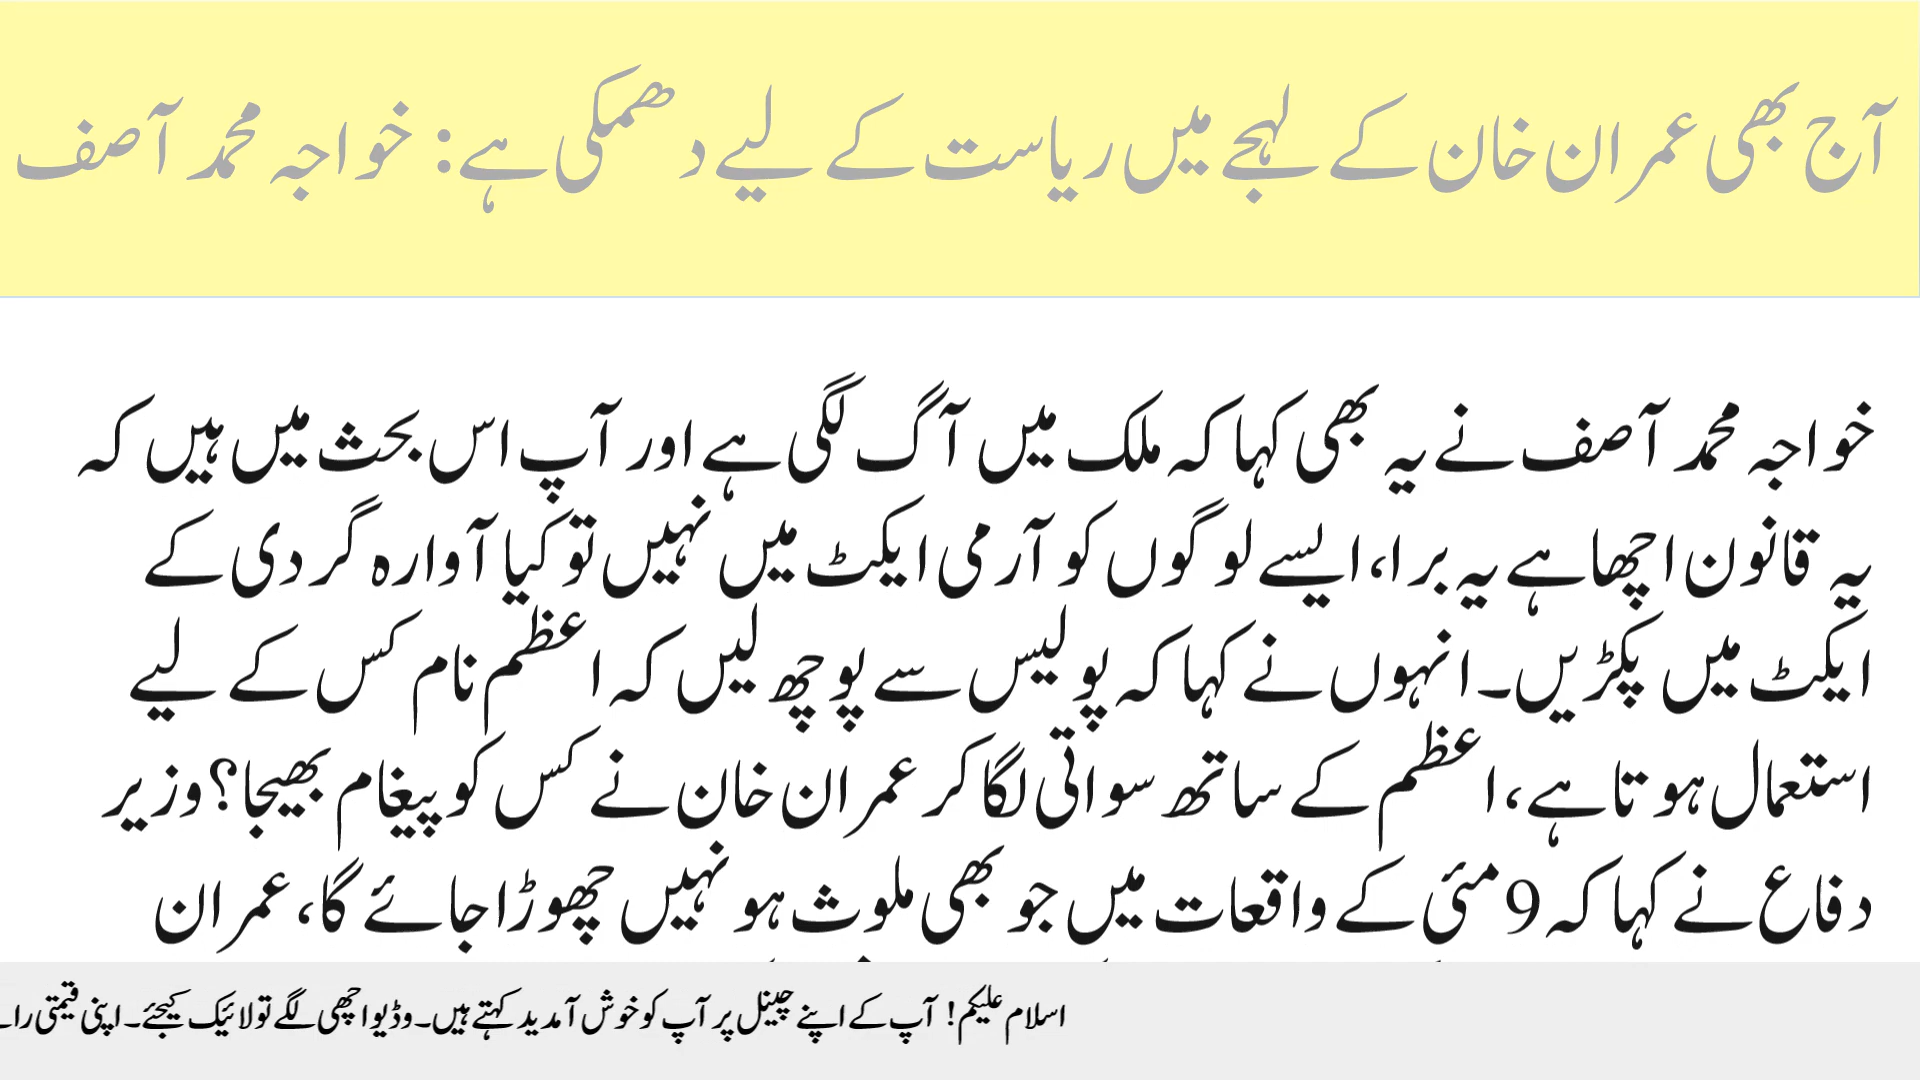 آج بھی عمران خان کے لہجے میں ریاست کے لیے دھمکی ہے: خواجہ محمد آصف
خواجہ محمد آصف نے یہ بھی کہا کہ ملک میں آگ لگی ہے اور آپ اس بحث میں ہیں کہ
یہ قانون اچھا ہے یہ برا، ایسے لوگوں کو آرمی ایکٹ میں نہیں تو کیا آوارہ گردی کے
ایکٹ میں پکڑیں۔ انہوں نے کہا کہ پولیس سے پوچھ لیں کہ اعظم نام کس کے لیے
استعمال ہوتا ہے، اعظم کے ساتھ سواتی لگا کر عمران خان نے کس کو پیغام بھیجا؟ وزیر
دفاع نے کہا کہ 9 مئی کے واقعات میں جو بھی ملوث ہو نہیں چھوڑا جائے گا، عمران
اسلام علیکم! آپ کے اپنے چینل پر آپ کو خوش آمدید کہتے ہیں۔ وڈیو اچھی لگے تو لائیک کیجئے۔ اپنی قیمتی